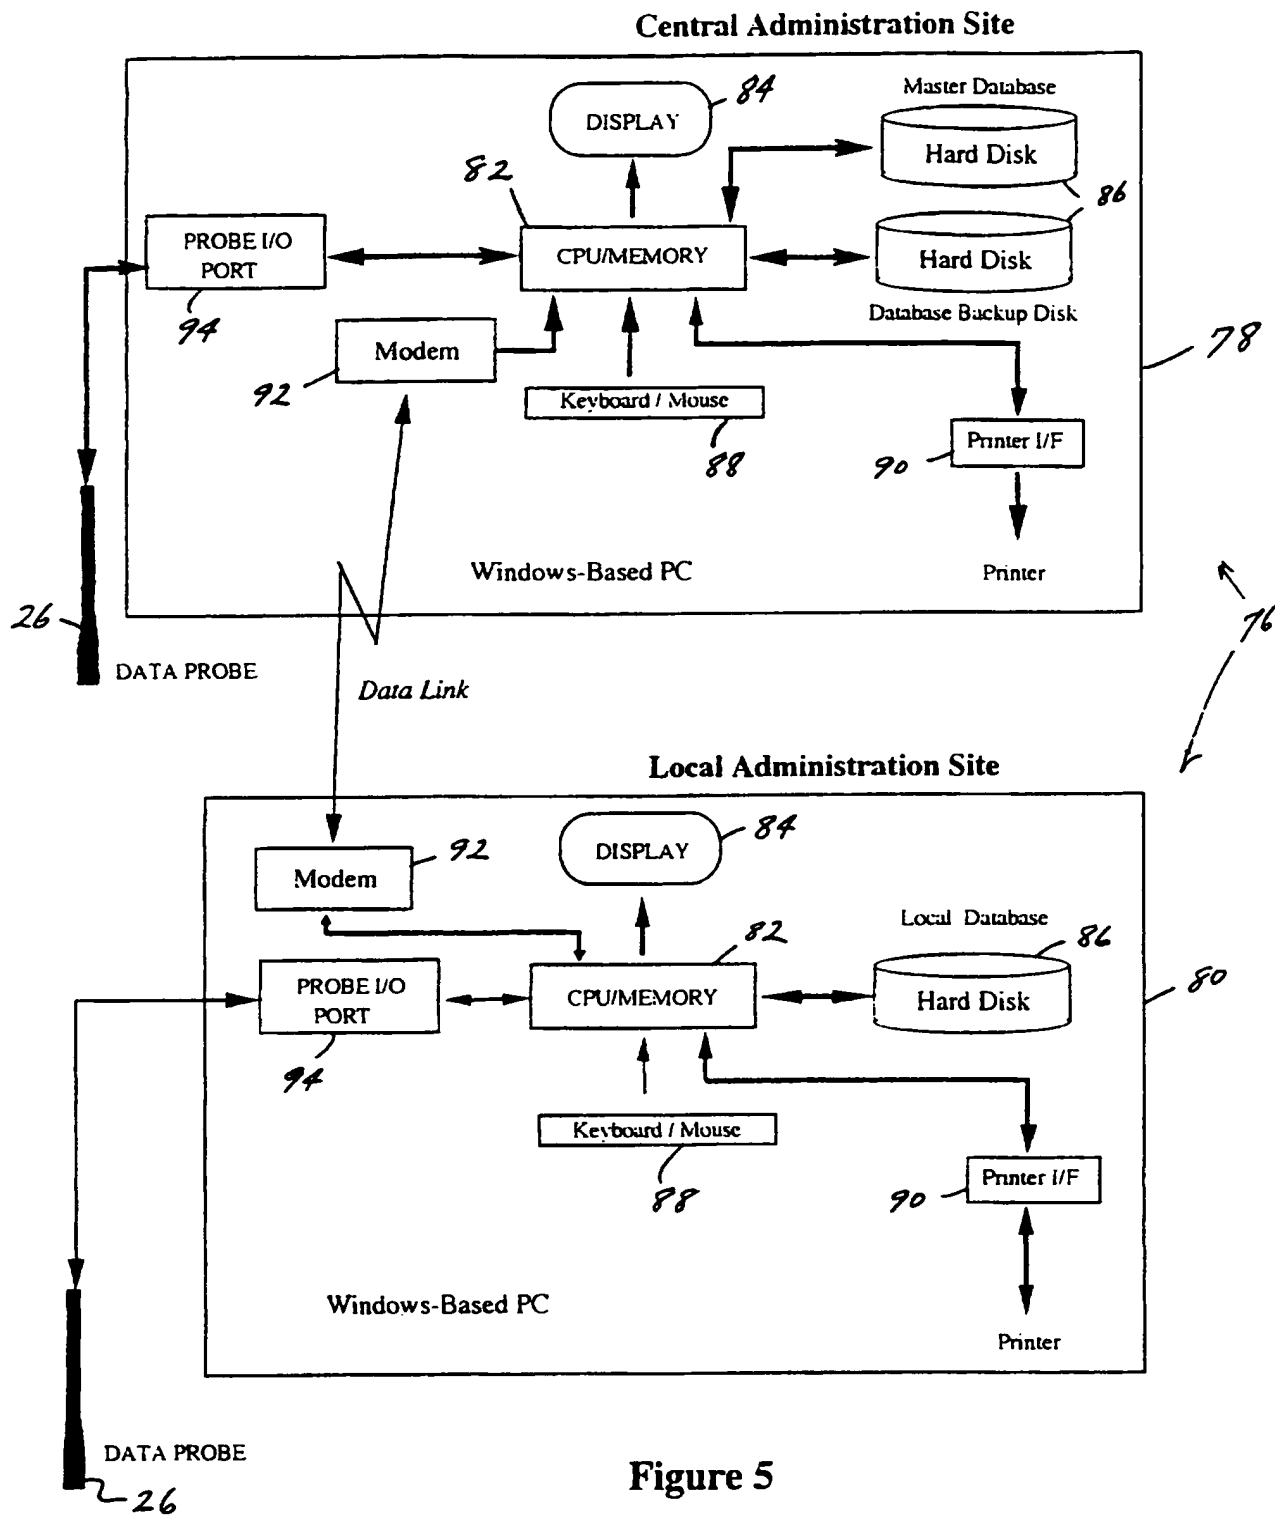 Central Administration Site
DISPLAY
84
Master Database
Hard Disk
82
86
PROBE I/O
PORT
CPU/MEMORY
Hard Disk
94
Database Backup Disk
Modem
78
92
Keyboard / Mouse
88
Printer I/F
90
Windows-Based PC
Printer
26
76
DATA PROBE
Data Link
Local Administration Site
84
92
DISPLAY
Modem
Local Database
82
86
PROBE I/O
PORT
CPU/MEMORY
Hard Disk
80
94
Keyboard / Mouse
88
Printer I/F
90
Windows-Based PC
Printer
DATA PROBE
26
Figure 5